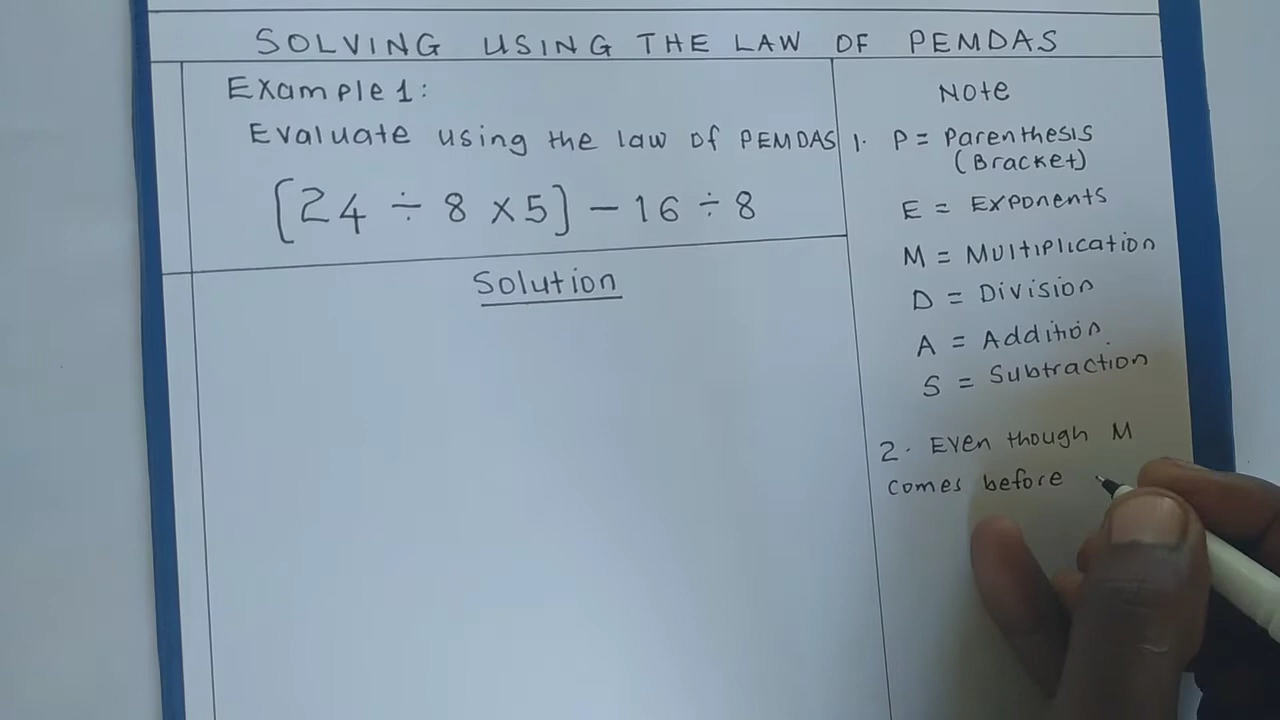 SOLVING USING THE LAW OF PEMDAS
Example 1:
Evaluate using the law of PEMDAS
[24 ÷ 8 × 5] − 16 ÷ 8
Solution
Note
1. P = Parenthesis
(Bracket)
E = Exponents
M = Multiplication
D = Division
A = Addition
S = Subtraction
2. Even though M
comes before